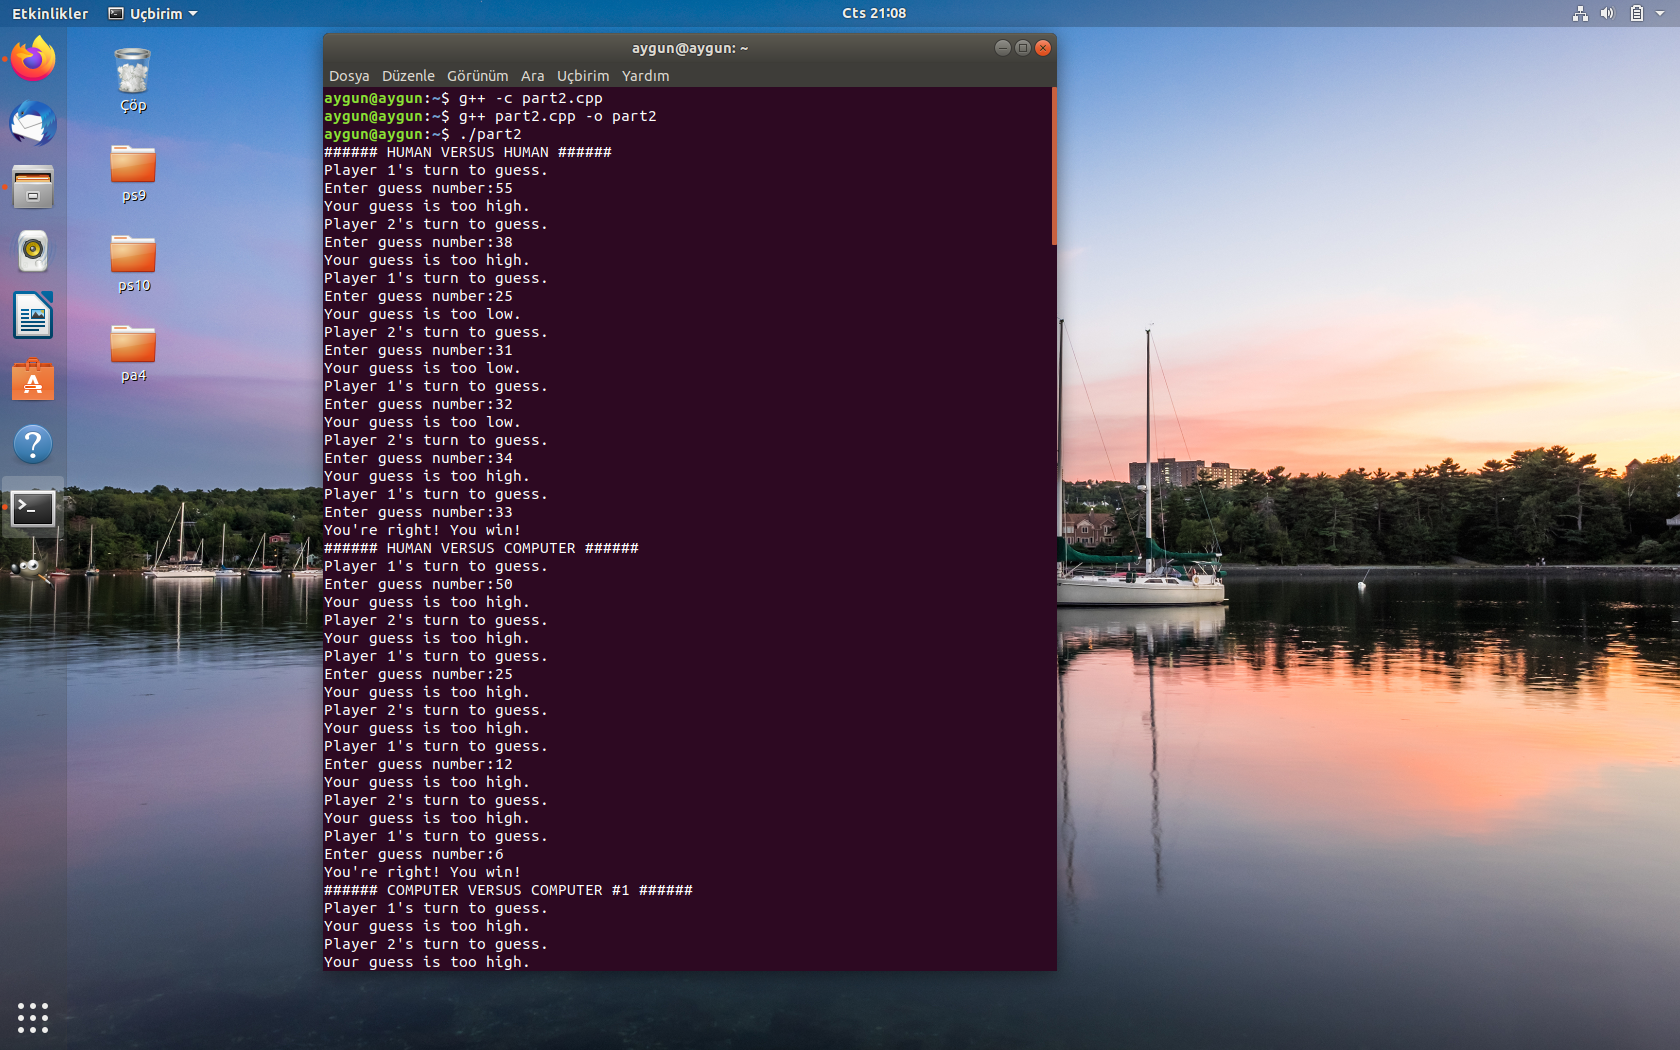 Etkinlikler
Uçbirim
Cts 21:08
Çöp
ps9
ps10
pa4
aygun@aygun: ~
Dosya Düzenle Görünüm Ara Uçbirim Yardım
aygun@aygun:~$ g++ -c part2.cpp
aygun@aygun:~$ g++ part2.cpp -o part2
aygun@aygun:~$ ./part2
###### HUMAN VERSUS HUMAN ######
Player 1's turn to guess.
Enter guess number:55
Your guess is too high.
Player 2's turn to guess.
Enter guess number:38
Your guess is too high.
Player 1's turn to guess.
Enter guess number:25
Your guess is too low.
Player 2's turn to guess.
Enter guess number:31
Your guess is too low.
Player 1's turn to guess.
Enter guess number:32
Your guess is too low.
Player 2's turn to guess.
Enter guess number:34
Your guess is too high.
Player 1's turn to guess.
Enter guess number:33
You're right! You win!
###### HUMAN VERSUS COMPUTER ######
Player 1's turn to guess.
Enter guess number:50
Your guess is too high.
Player 2's turn to guess.
Your guess is too high.
Player 1's turn to guess.
Enter guess number:25
Your guess is too high.
Player 2's turn to guess.
Your guess is too high.
Player 1's turn to guess.
Enter guess number:12
Your guess is too high.
Player 2's turn to guess.
Your guess is too high.
Player 1's turn to guess.
Enter guess number:6
You're right! You win!
###### COMPUTER VERSUS COMPUTER #1 ######
Player 1's turn to guess.
Your guess is too high.
Player 2's turn to guess.
Your guess is too high.